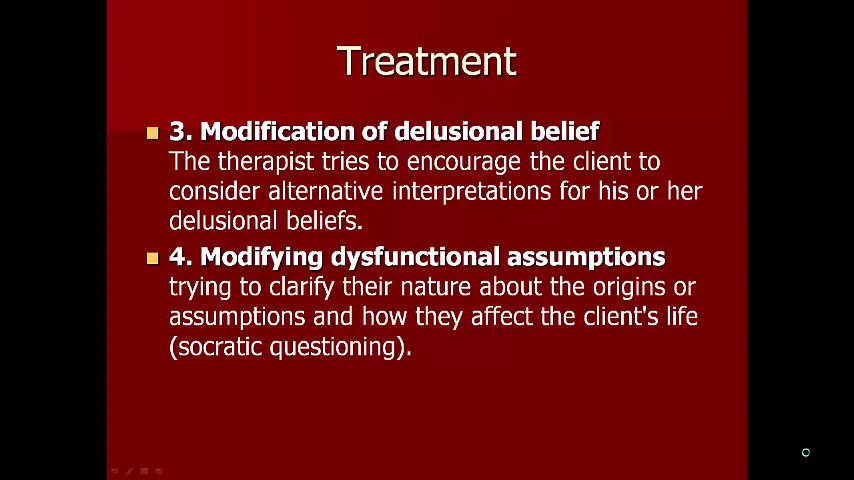 Treatment
3. Modification of delusional belief
The therapist tries to encourage the client to
consider alternative interpretations for his or her
delusional beliefs.
4. Modifying dysfunctional assumptions
trying to clarify their nature about the origins or
assumptions and how they affect the client's life
(socratic questioning).